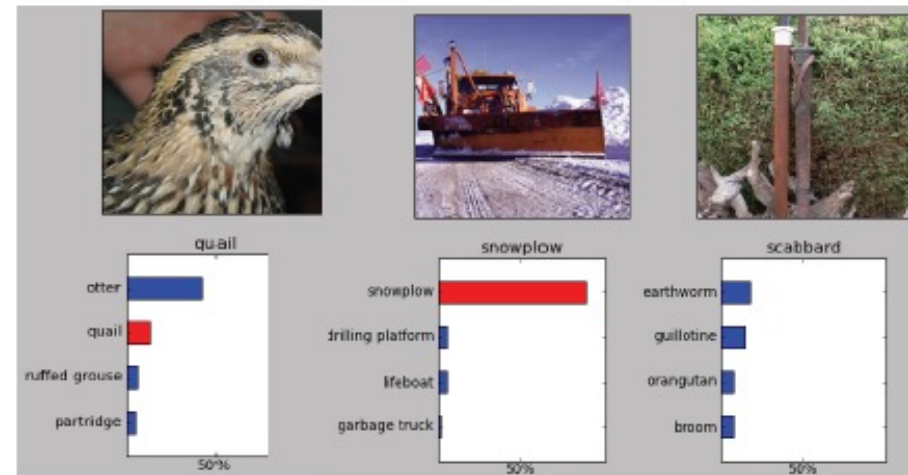 quail
otter
quail
ruffed grouse
partridge
50%
snowplow
snowplow
drilling platform
lifeboat
garbage truck
50%
scabbard
earthworm
guillotine
orangutan
broom
50%